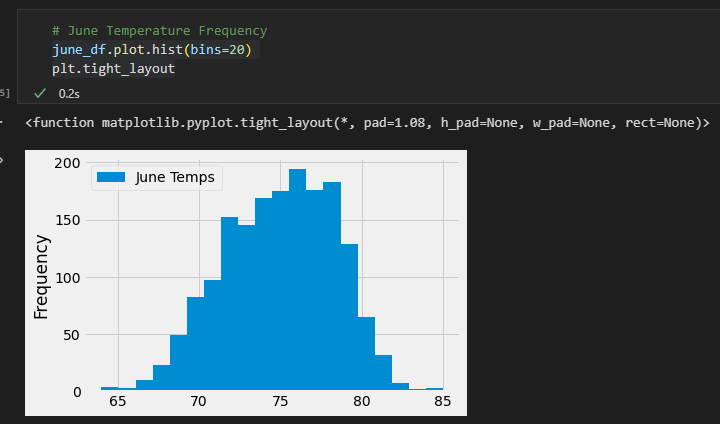 # June Temperature Frequency
june_df.plot.hist(bins=20)
plt.tight_layout
0.2s
<function matplotlib.pyplot.tight_layout(*, pad=1.08, h_pad=None, w_pad=None, rect=None)>
200
June Temps
150
Frequency
100
50
0
65 70 75 80 85